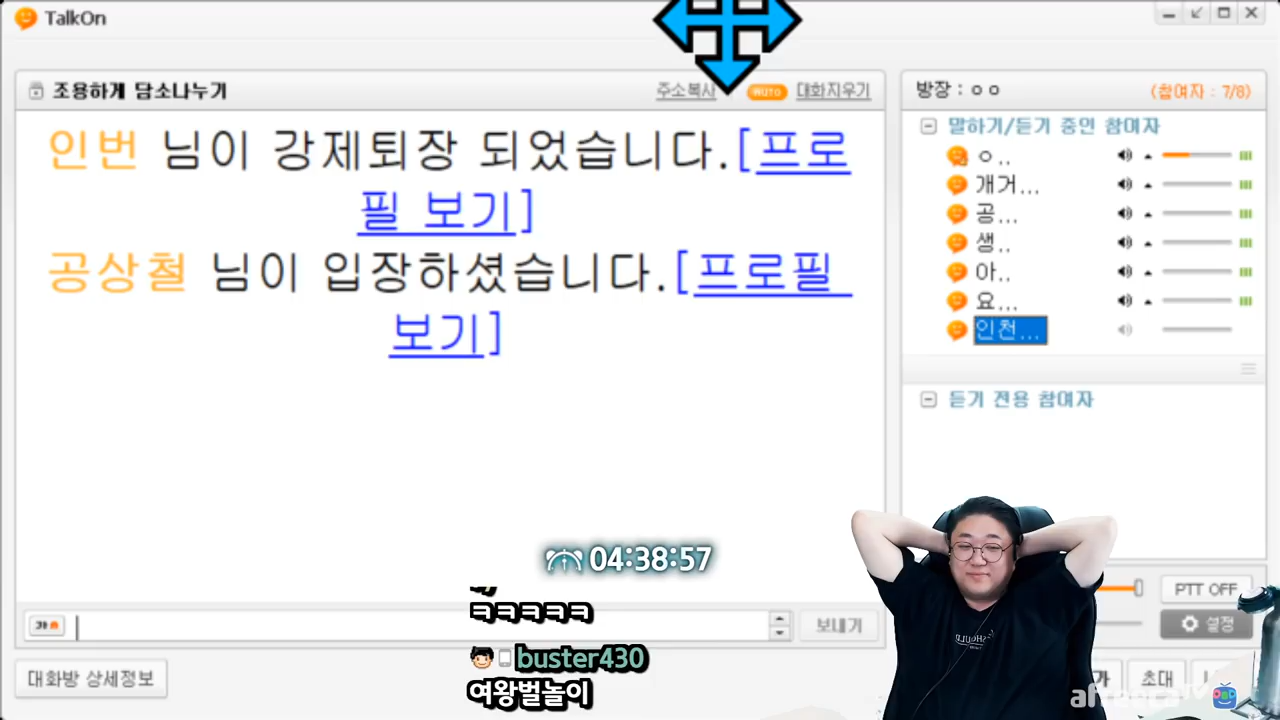 TalkOn
조용하게 담소나누기
주소복사
AUTO
대화지우기
방장 : ㅇㅇ
(참여자 : 7/8)
인번 님이 강제퇴장 되었습니다.[프로
필 보기]
공상철 님이 입장하셨습니다.[프로필
보기]
말하기/듣기 중인 참여자
ㅇ..
개거...
공...
생..
아..
요...
인천...
듣기 전용 참여자
04:38:57
ㅋㅋㅋㅋㅋ
buster430
여왕벌놀이
보내기
PTT OFF
설정
대화방 상세정보
초대
afreecaTV